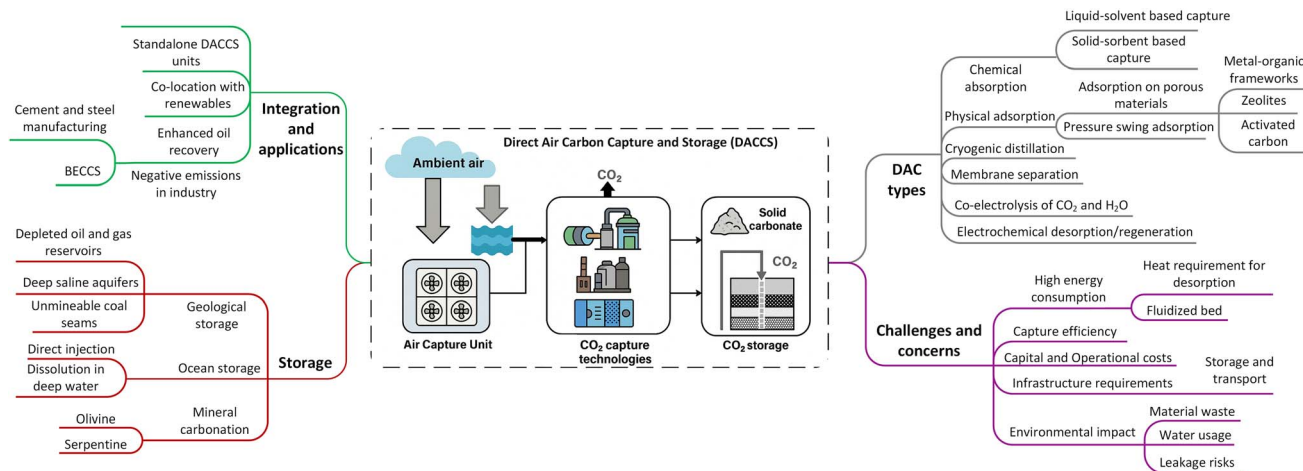 Standalone DACCS
units
Co-location with
renewables
Enhanced oil
recovery
Negative emissions
in industry
Cement and steel
manufacturing
BECCS
Integration
and
applications
Depleted oil and gas
reservoirs
Deep saline aquifers
Unmineable coal
seams
Geological
storage
Direct injection
Dissolution in
deep water
Ocean storage
Olivine
Serpentine
Mineral
carbonation
Storage
Direct Air Carbon Capture and Storage (DACCS)
Ambient air
Air Capture Unit
CO₂
CO₂ capture
technologies
Solid
carbonate
CO₂
CO₂ storage
DAC
types
Chemical
absorption
Liquid-solvent based capture
Solid-sorbent based
capture
Physical adsorption
Adsorption on porous
materials
Metal-organic
frameworks
Zeolites
Activated
carbon
Pressure swing adsorption
Cryogenic distillation
Membrane separation
Co-electrolysis of CO₂ and H₂O
Electrochemical desorption/regeneration
Challenges and
concerns
High energy
consumption
Heat requirement for
desorption
Fluidized bed
Capture efficiency
Capital and Operational costs
Infrastructure requirements
Storage and
transport
Environmental impact
Material waste
Water usage
Leakage risks